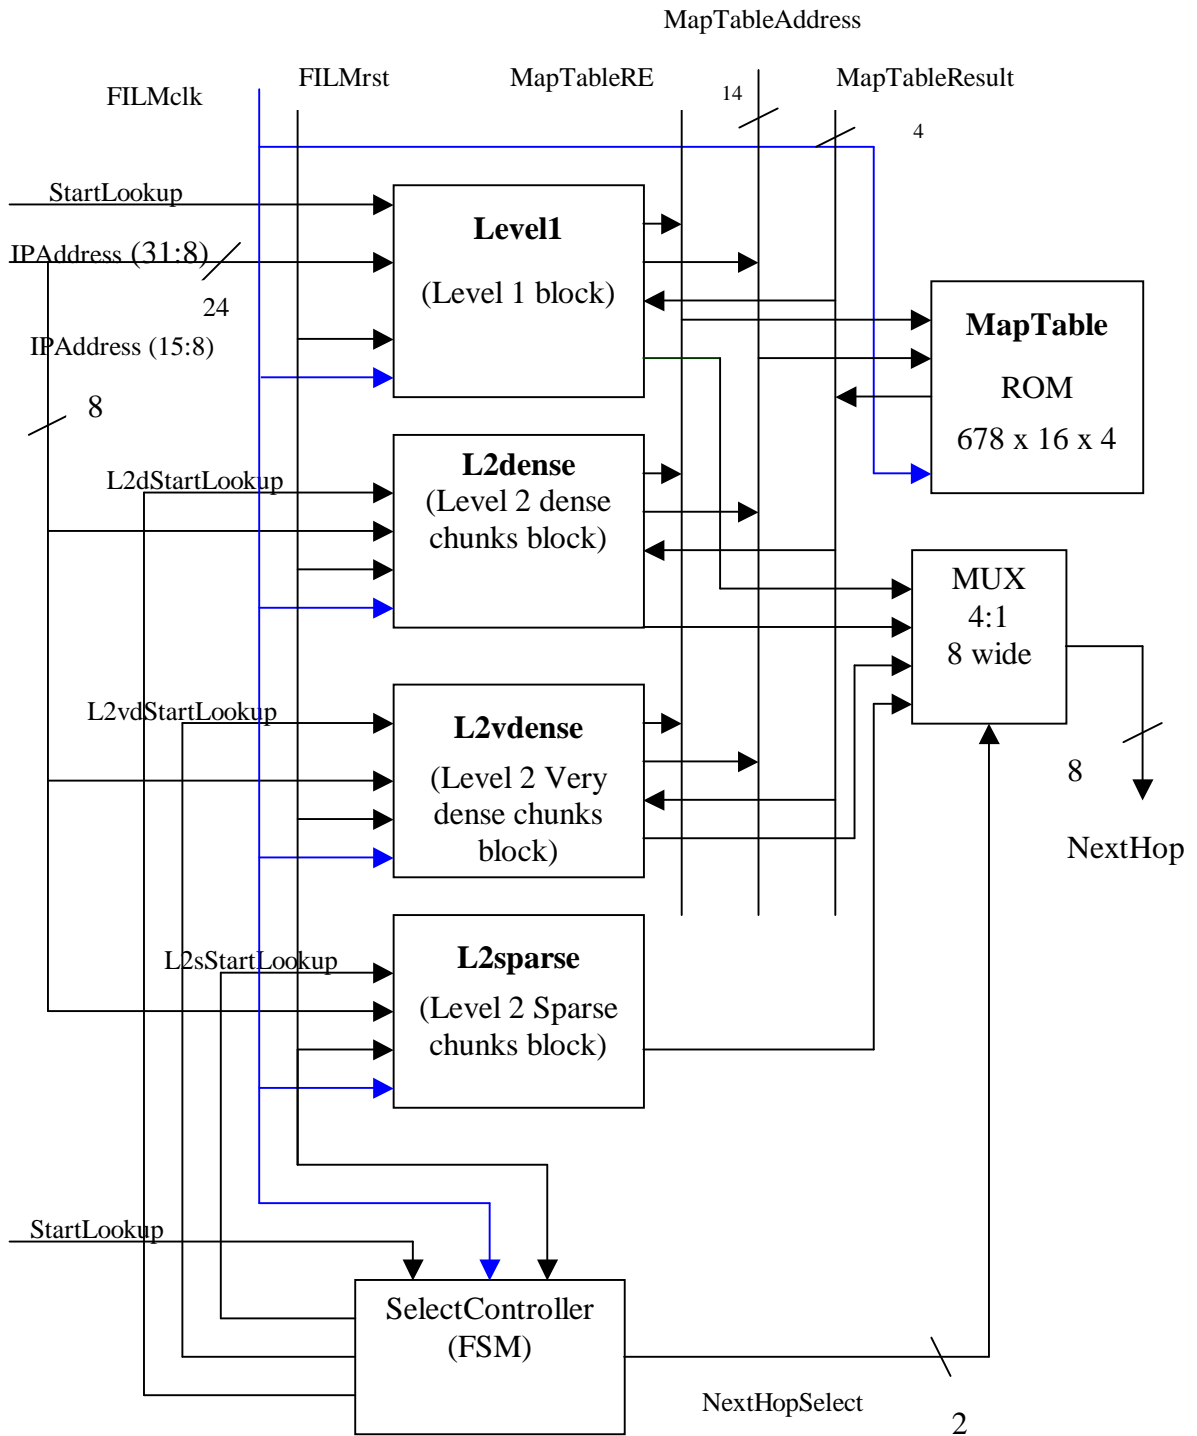 MapTableAddress
FILMclk
FILMrst
MapTableRE
14
MapTableResult
4
StartLookup
IPAddress (31:8)
24
IPAddress (15:8)
8
Level1
(Level 1 block)
MapTable
ROM
678 x 16 x 4
L2dStartLookup
L2dense
(Level 2 dense
chunks block)
MUX
4:1
8 wide
L2vdStartLookup
L2vdense
(Level 2 Very
dense chunks
block)
8
NextHop
L2sStartLookup
L2sparse
(Level 2 Sparse
chunks block)
StartLookup
SelectController
(FSM)
NextHopSelect
2